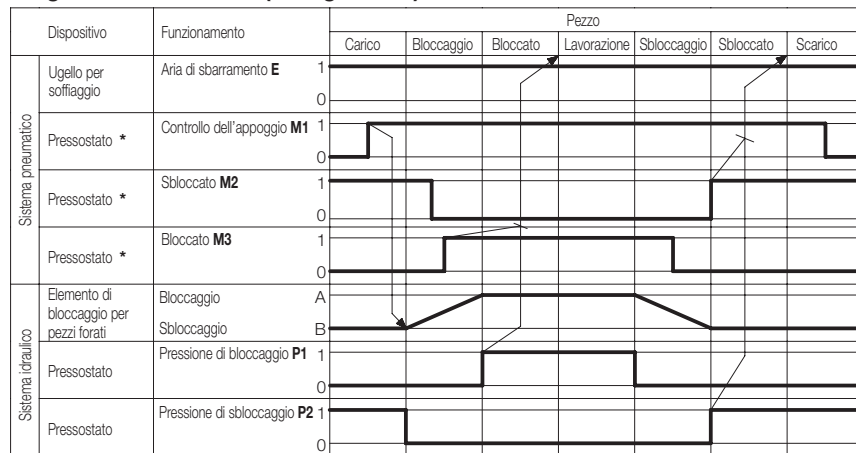 Dispositivo
Funzionamento
Pezzo
Carico
Bloccaggio
Bloccato
Lavorazione
Sbloccaggio
Sbloccato
Scarico
Sistema pneumatico
Ugello per
soffiaggio
Aria di sbarramento E
1
0
Pressostato *
Controllo dell'appoggio M1
1
0
Pressostato *
Sbloccato M2
1
0
Pressostato *
Bloccato M3
1
0
Sistema idraulico
Elemento di
bloccaggio per
pezzi forati
Bloccaggio
A
Sbloccaggio
B
Pressostato
Pressione di bloccaggio P1
1
0
Pressostato
Pressione di sbloccaggio P2
1
0